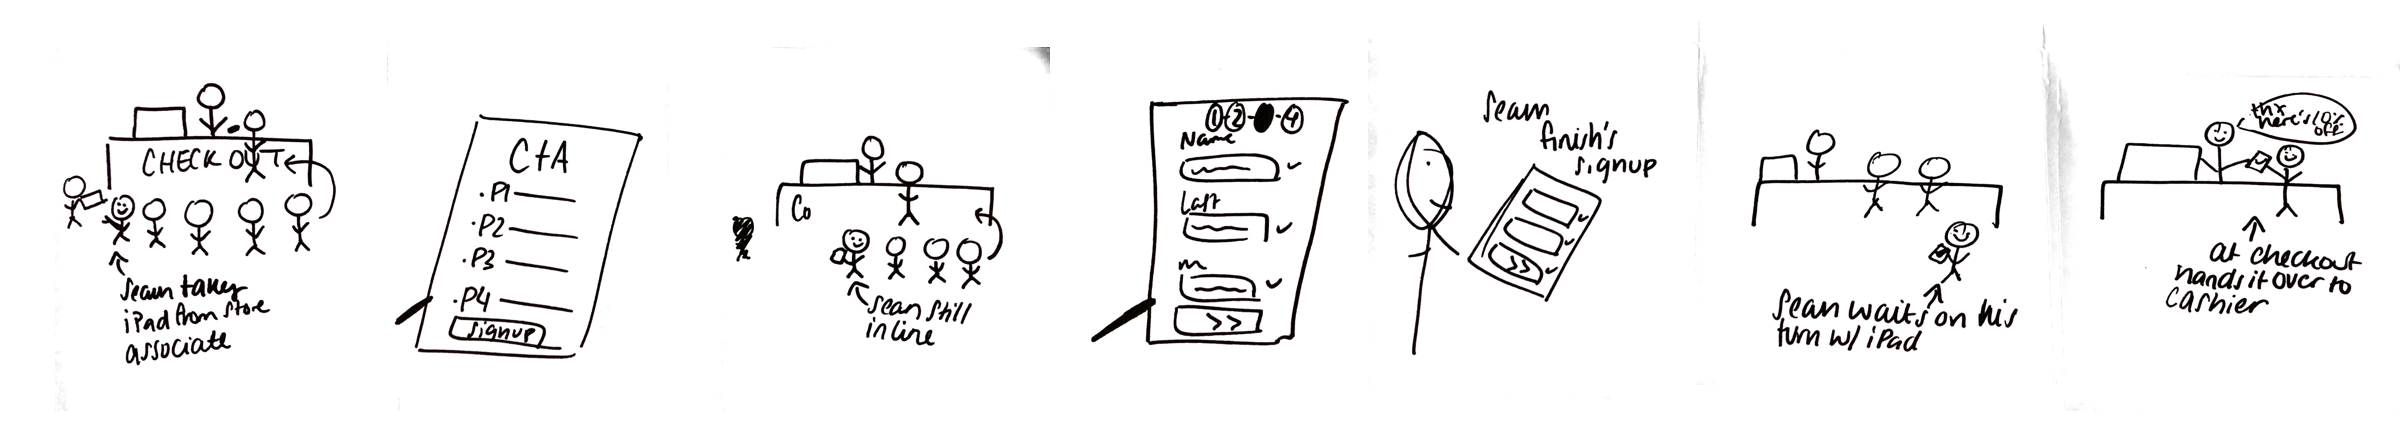 CHECK OUT
Sean takes
iPad from store
associate
CtA
• P1
• P2
• P3
• P4
signup
Co
Sean still
in line
1 2 4
Name
Last
m
>>
Sean
finish's
signup
>>
Sean waits on his
turn w/ iPad
thx
here's 10%
off
at checkout
hands it over to
cashier